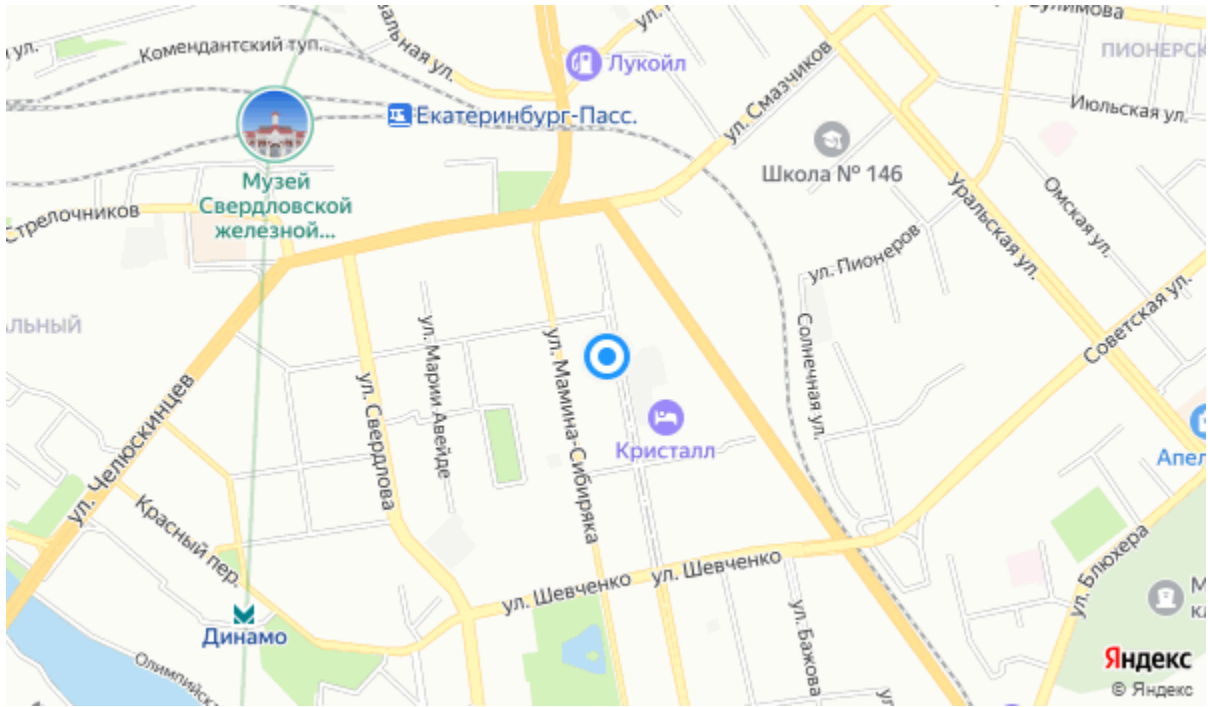 ул.
Комендантский туп.
альная ул.
ул.
улимова
Лукойл
ПИОНЕРСК
Екатеринбург-Пасс.
ул. Смазчиков
Июльская ул.
Школа № 146
Музей
Свердловской
железной...
Стрелочников
Омская ул.
Уральская ул.
ул. Пионеров
АЛЬНЫЙ
ул. Марии Авейде
ул. Мамина-Сибиряка
Солнечная ул.
Советская ул.
ул. Свердлова
ул. Челюскинцев
Кристалл
Апел
Красный пер.
ул. Шевченко
ул. Шевченко
ул. Блюхера
ул. Бажова
Динамо
Олимпийск
М
кл
Яндекс
© Яндекс